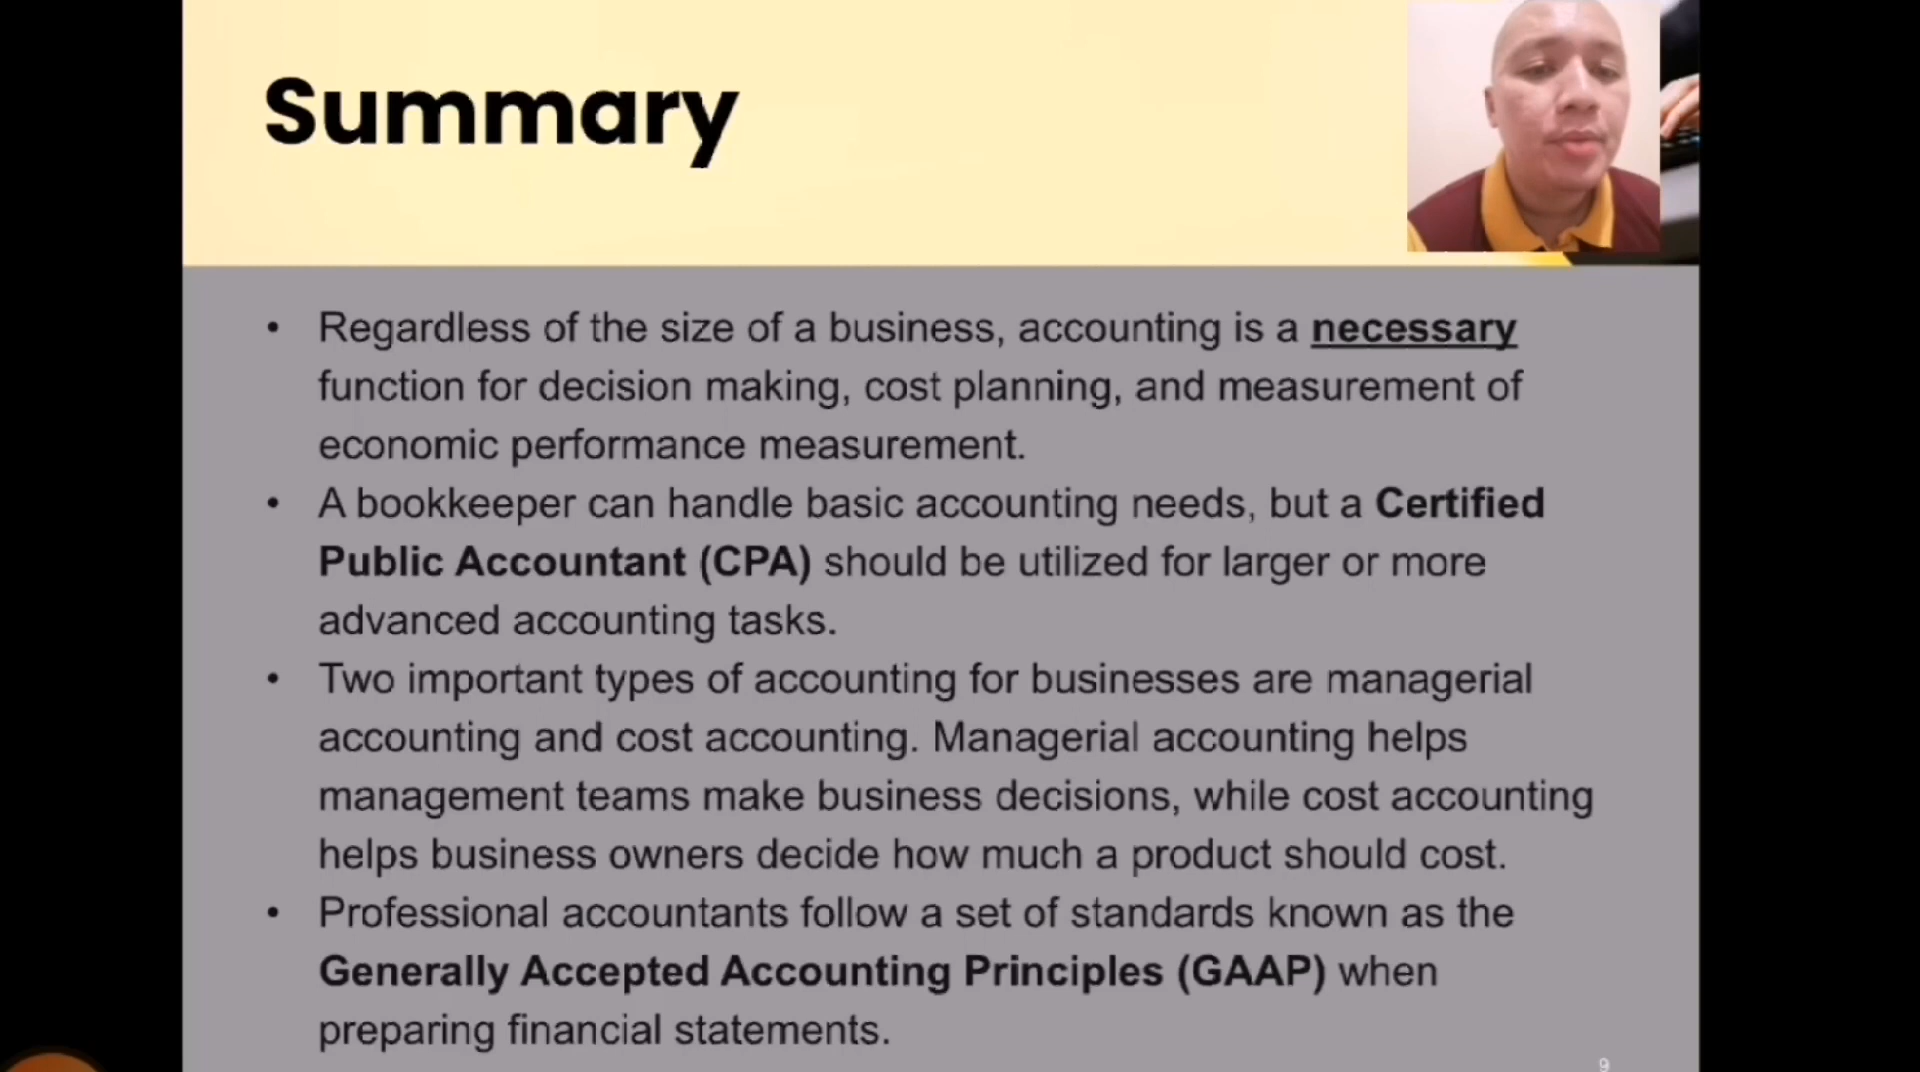 Summary
• Regardless of the size of a business, accounting is a necessary
function for decision making, cost planning, and measurement of
economic performance measurement.
• A bookkeeper can handle basic accounting needs, but a Certified
Public Accountant (CPA) should be utilized for larger or more
advanced accounting tasks.
• Two important types of accounting for businesses are managerial
accounting and cost accounting. Managerial accounting helps
management teams make business decisions, while cost accounting
helps business owners decide how much a product should cost.
• Professional accountants follow a set of standards known as the
Generally Accepted Accounting Principles (GAAP) when
preparing financial statements.
9